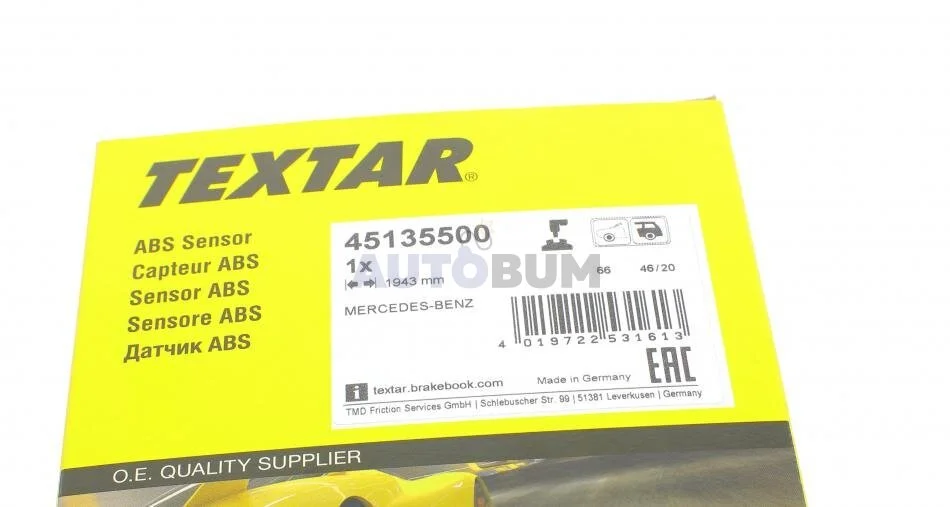 TEXTAR®
ABS Sensor
Capteur ABS
Sensor ABS
Sensore ABS
Датчик ABS
45135500
1x
1943 mm
MERCEDES-BENZ
66 46/20
AUTOBUM
4 019722 531613
EAC
i textar.brakebook.com Made in Germany
TMD Friction Services GmbH | Schlebuscher Str. 99 | 51381 Leverkusen | Germany
O.E. QUALITY SUPPLIER